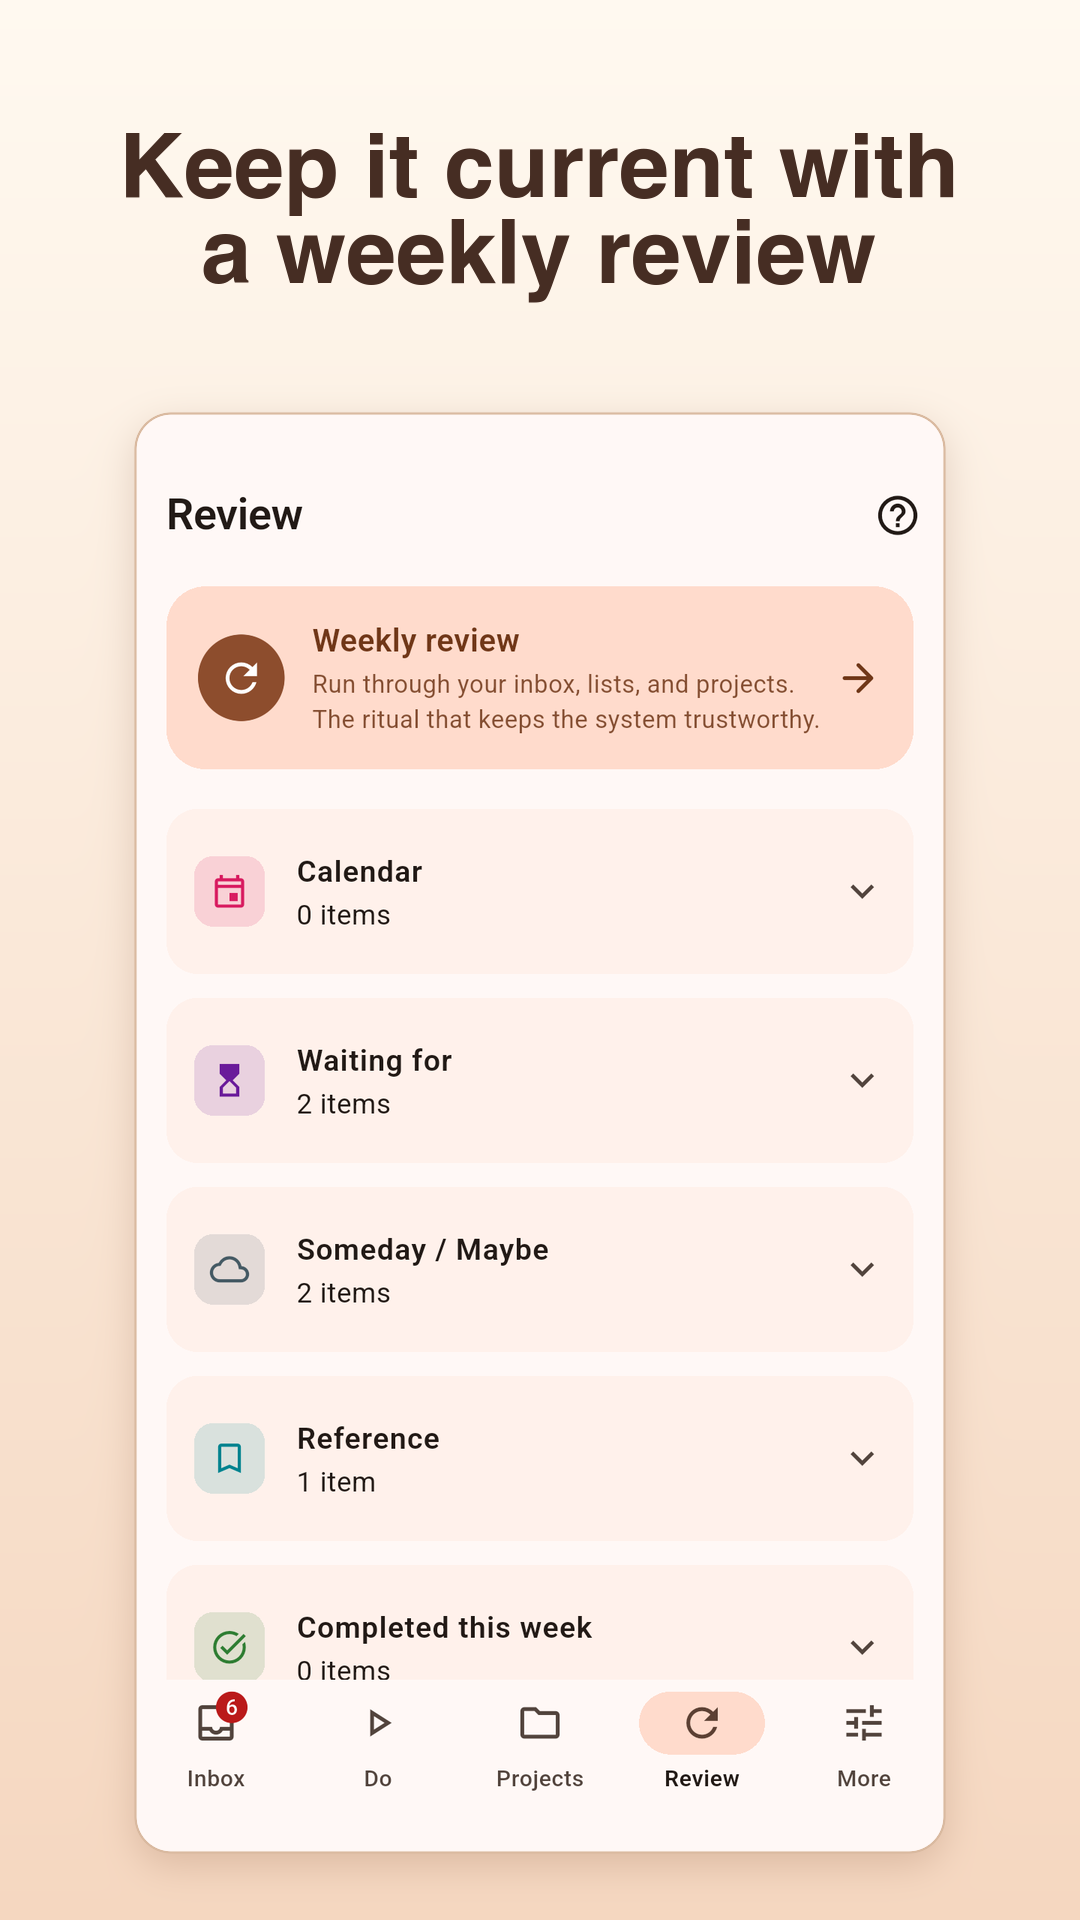 Keep it current with
a weekly review
Review
Weekly review
Run through your inbox, lists, and projects.
The ritual that keeps the system trustworthy.
Calendar
0 items
Waiting for
2 items
Someday / Maybe
2 items
Reference
1 item
Completed this week
0 items
6
Inbox
Do
Projects
Review
More